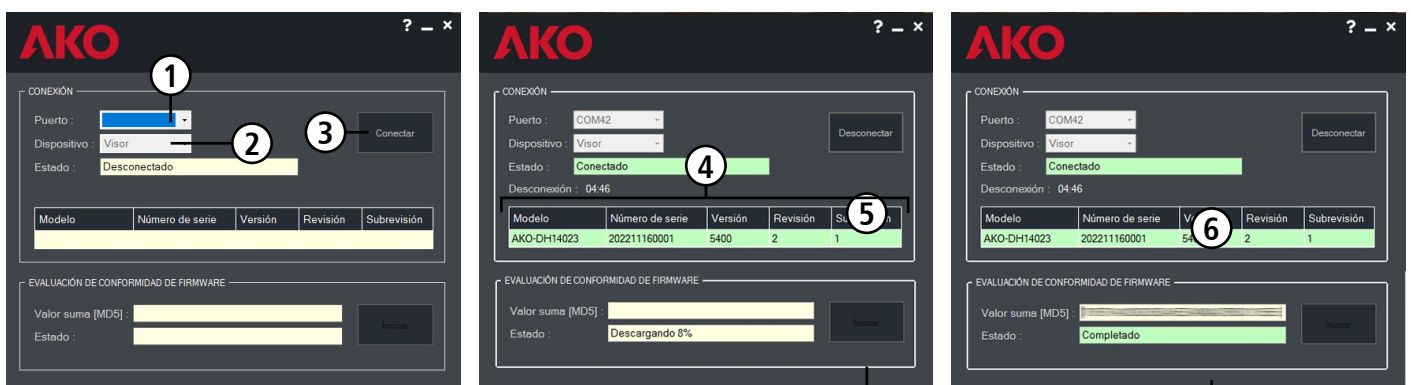 AKO
? _ ×
1
CONEXIÓN
Puerto :
Dispositivo : Visor
2
3
Conectar
Estado : Desconectado
Modelo Número de serie Versión Revisión Subrevisión
EVALUACIÓN DE CONFORMIDAD DE FIRMWARE
Valor suma [MD5] :
Iniciar
Estado :
AKO
? _ ×
CONEXIÓN
Puerto : COM42
Dispositivo : Visor
Desconectar
Estado : Conectado
4
Desconexión : 04:46
5
Modelo Número de serie Versión Revisión
AKO-DH14023 202211160001 5400 2 1
EVALUACIÓN DE CONFORMIDAD DE FIRMWARE
Valor suma [MD5] :
Iniciar
Estado : Descargando 8%
AKO
? _ ×
CONEXIÓN
Puerto : COM42
Dispositivo : Visor
Desconectar
Estado : Conectado
Desconexión : 04:46
Modelo Número de serie Revisión Subrevisión
6
AKO-DH14023 202211160001 2 1
EVALUACIÓN DE CONFORMIDAD DE FIRMWARE
Valor suma [MD5] :
Iniciar
Estado : Completado